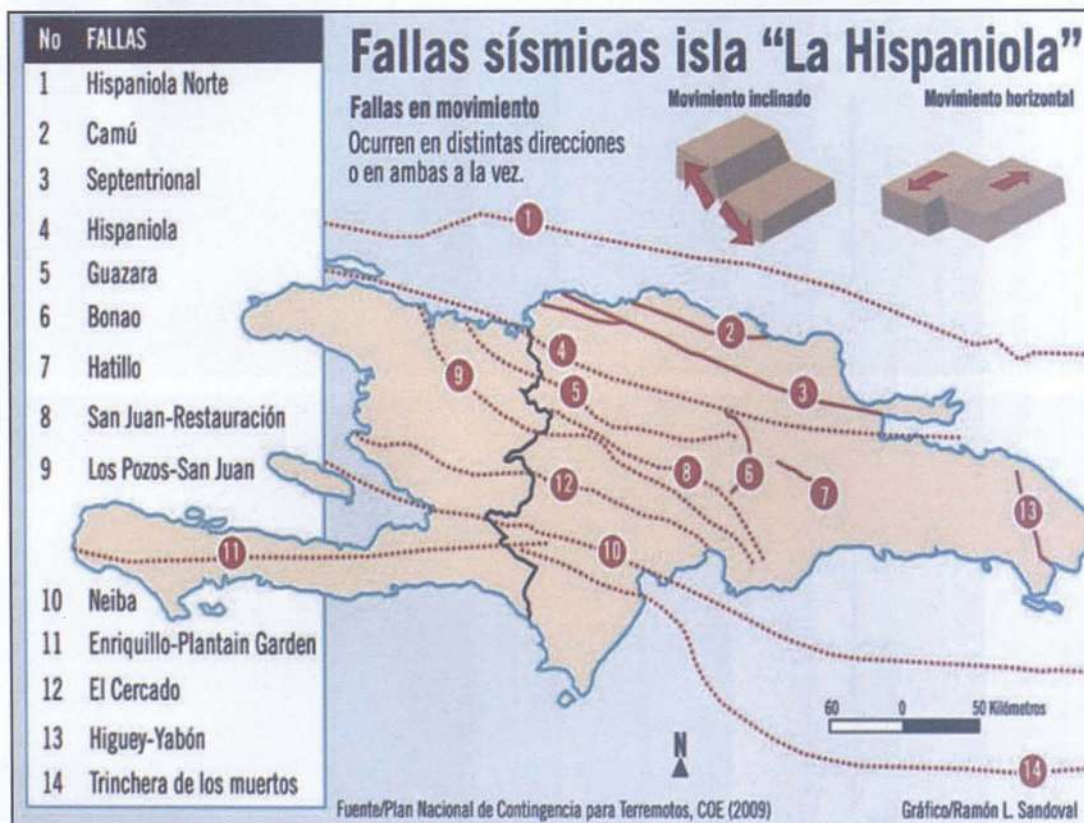 No FALLAS
1 Hispaniola Norte
2 Camú
3 Septentrional
4 Hispaniola
5 Guazara
6 Bonao
7 Hatillo
8 San Juan-Restauración
9 Los Pozos-San Juan
10 Neiba
11 Enriquillo-Plantain Garden
12 El Cercado
13 Higuey-Yabón
14 Trinchera de los muertos
Fallas sísmicas isla “La Hispaniola”
Fallas en movimiento
Ocurren en distintas direcciones
o en ambas a la vez.
Movimiento inclinado
Movimiento horizontal
1
2
3
4
5
9
8
6
7
12
13
10
11
14
60 0 50 Kilómetros
N
Fuente/Plan Nacional de Contingencia para Terremotos, COE (2009)
Gráfico/Ramón L. Sandoval